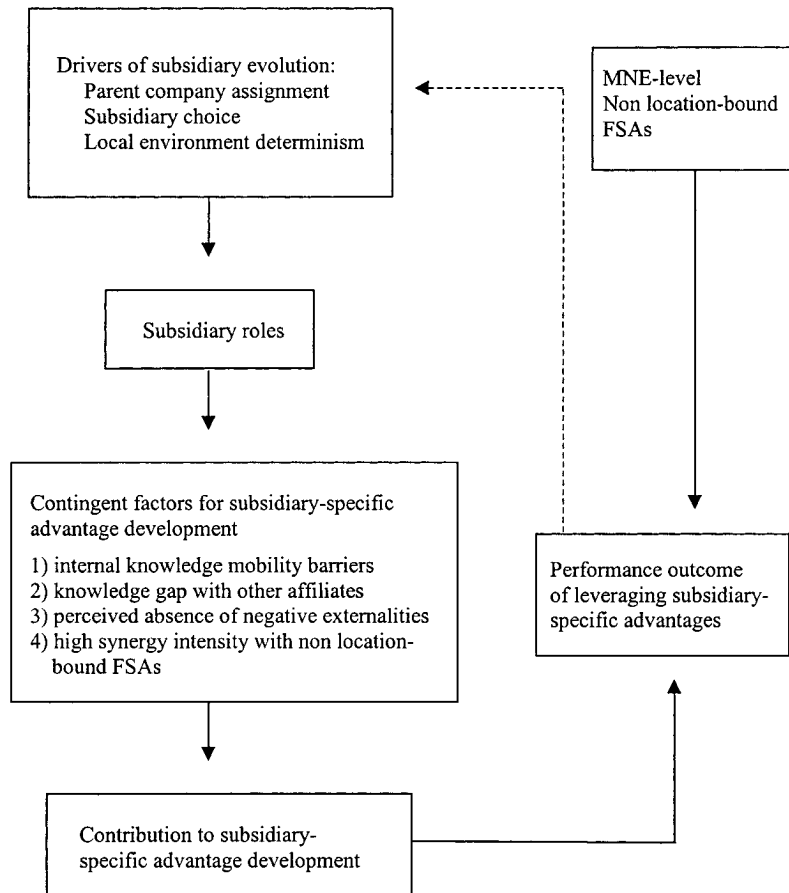 Drivers of subsidiary evolution:
Parent company assignment
Subsidiary choice
Local environment determinism
MNE-level
Non location-bound
FSAs
Subsidiary roles
Contingent factors for subsidiary-specific
advantage development
1) internal knowledge mobility barriers
2) knowledge gap with other affiliates
3) perceived absence of negative externalities
4) high synergy intensity with non location-
bound FSAs
Performance outcome
of leveraging subsidiary-
specific advantages
Contribution to subsidiary-
specific advantage development